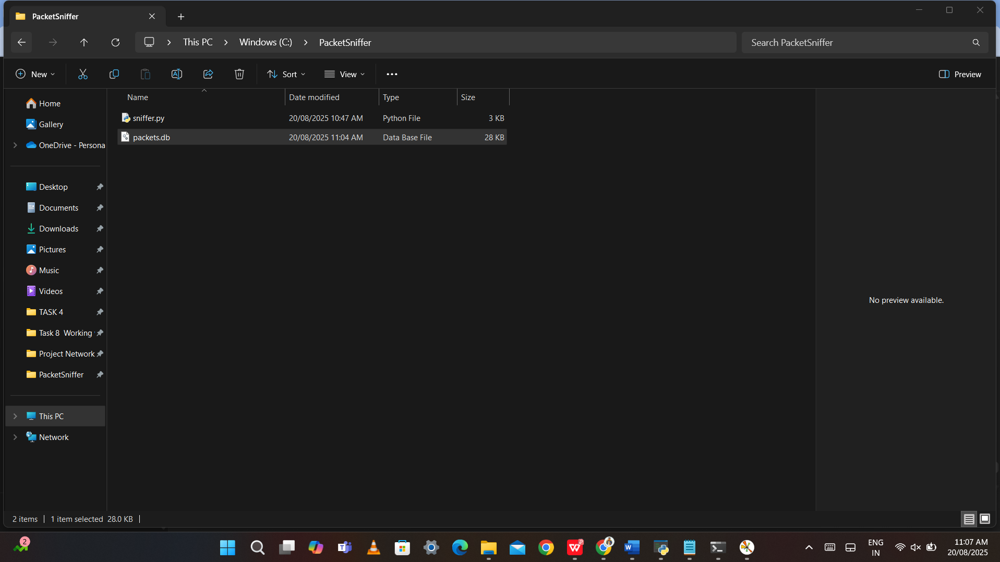 PacketSniffer
This PC > Windows (C:) > PacketSniffer
Search PacketSniffer
New
Sort
View
Preview
Name
Date modified
Type
Size
sniffer.py 20/08/2025 10:47 AM Python File 3 KB
packets.db 20/08/2025 11:04 AM Data Base File 28 KB
Home
Gallery
OneDrive - Persona
Desktop
Documents
Downloads
Pictures
Music
Videos
TASK 4
Task 8 Working
Project Network
PacketSniffer
This PC
Network
No preview available.
2 items | 1 item selected 28.0 KB |
2
ENG
IN
11:07 AM
20/08/2025